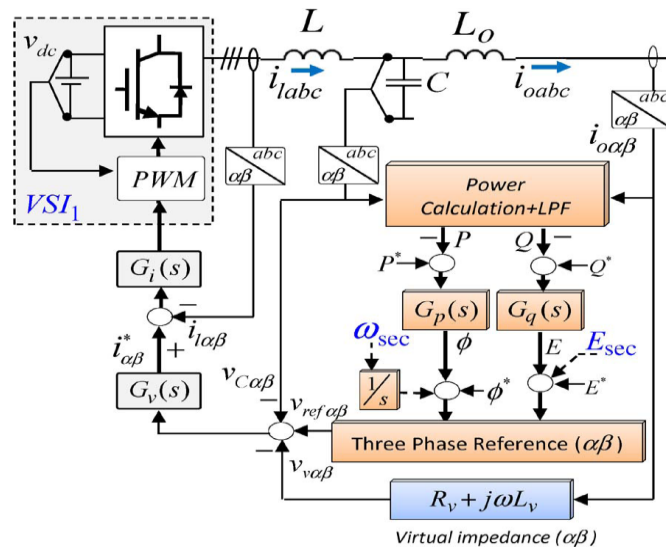 L
L_o
v_dc
i_labc
C
i_oabc
abc
αβ
i_oαβ
abc
αβ
abc
αβ
PWM
VSI_1
Power
Calculation+LPF
G_i(s)
− P
Q −
P*
Q*
−
i_lαβ
G_p(s)
G_q(s)
i*_αβ
+
ω_sec
ϕ
E
E_sec
v_Cαβ
1/s
ϕ*
E*
G_v(s)
−
v_refαβ
Three Phase Reference (αβ)
−
v_vαβ
R_v + jωL_v
Virtual impedance (αβ)